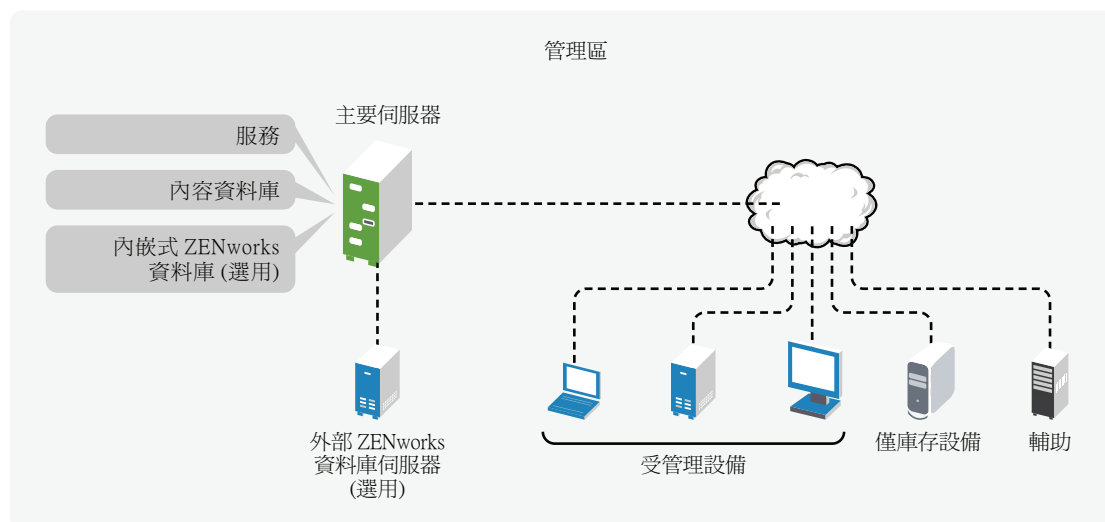 管理區
主要伺服器
服務
內容資料庫
內嵌式 ZENworks
資料庫 (選用)
外部 ZENworks
資料庫伺服器
(選用)
受管理設備
僅庫存設備
輔助